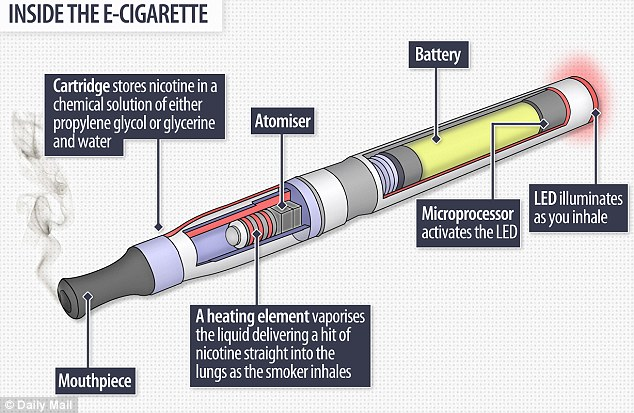 INSIDE THE E-CIGARETTE
Cartridge stores nicotine in a
chemical solution of either
propylene glycol or glycerine
and water
Atomiser
Battery
Microprocessor
activates the LED
LED illuminates
as you inhale
A heating element vaporises
the liquid delivering a hit of
nicotine straight into the
lungs as the smoker inhales
Mouthpiece
© Daily Mail